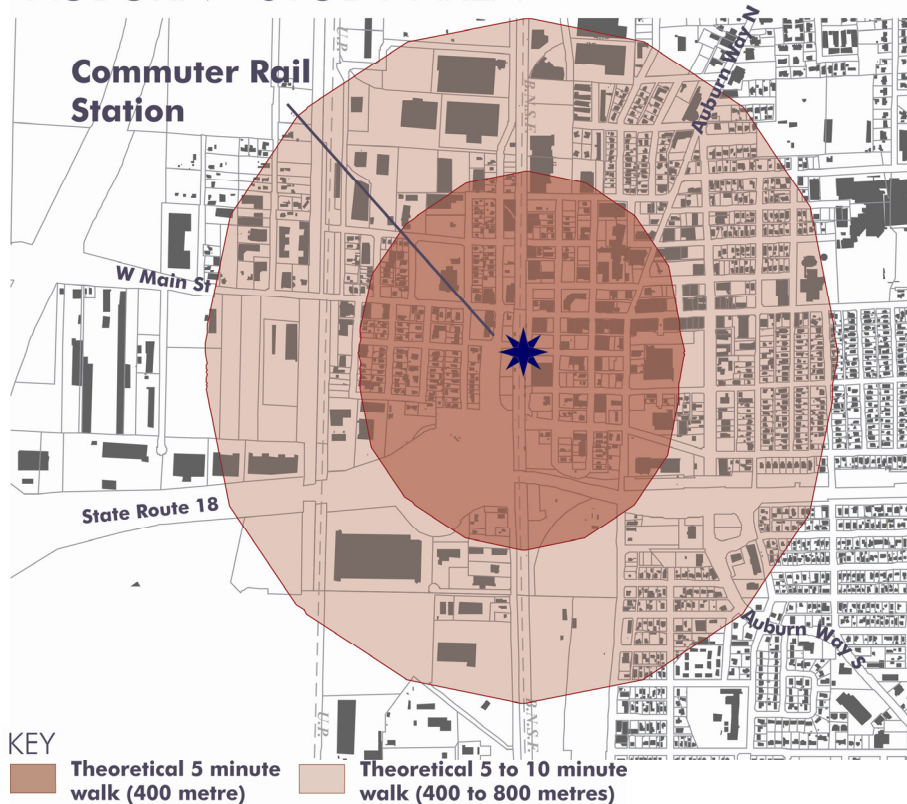 Commuter Rail
Station
Auburn Way N
U.P.
B.N.S.F.
W Main St
State Route 18
Auburn Way S
U.P.
B.N.S.F.
KEY
Theoretical 5 minute
walk (400 metre)
Theoretical 5 to 10 minute
walk (400 to 800 metres)